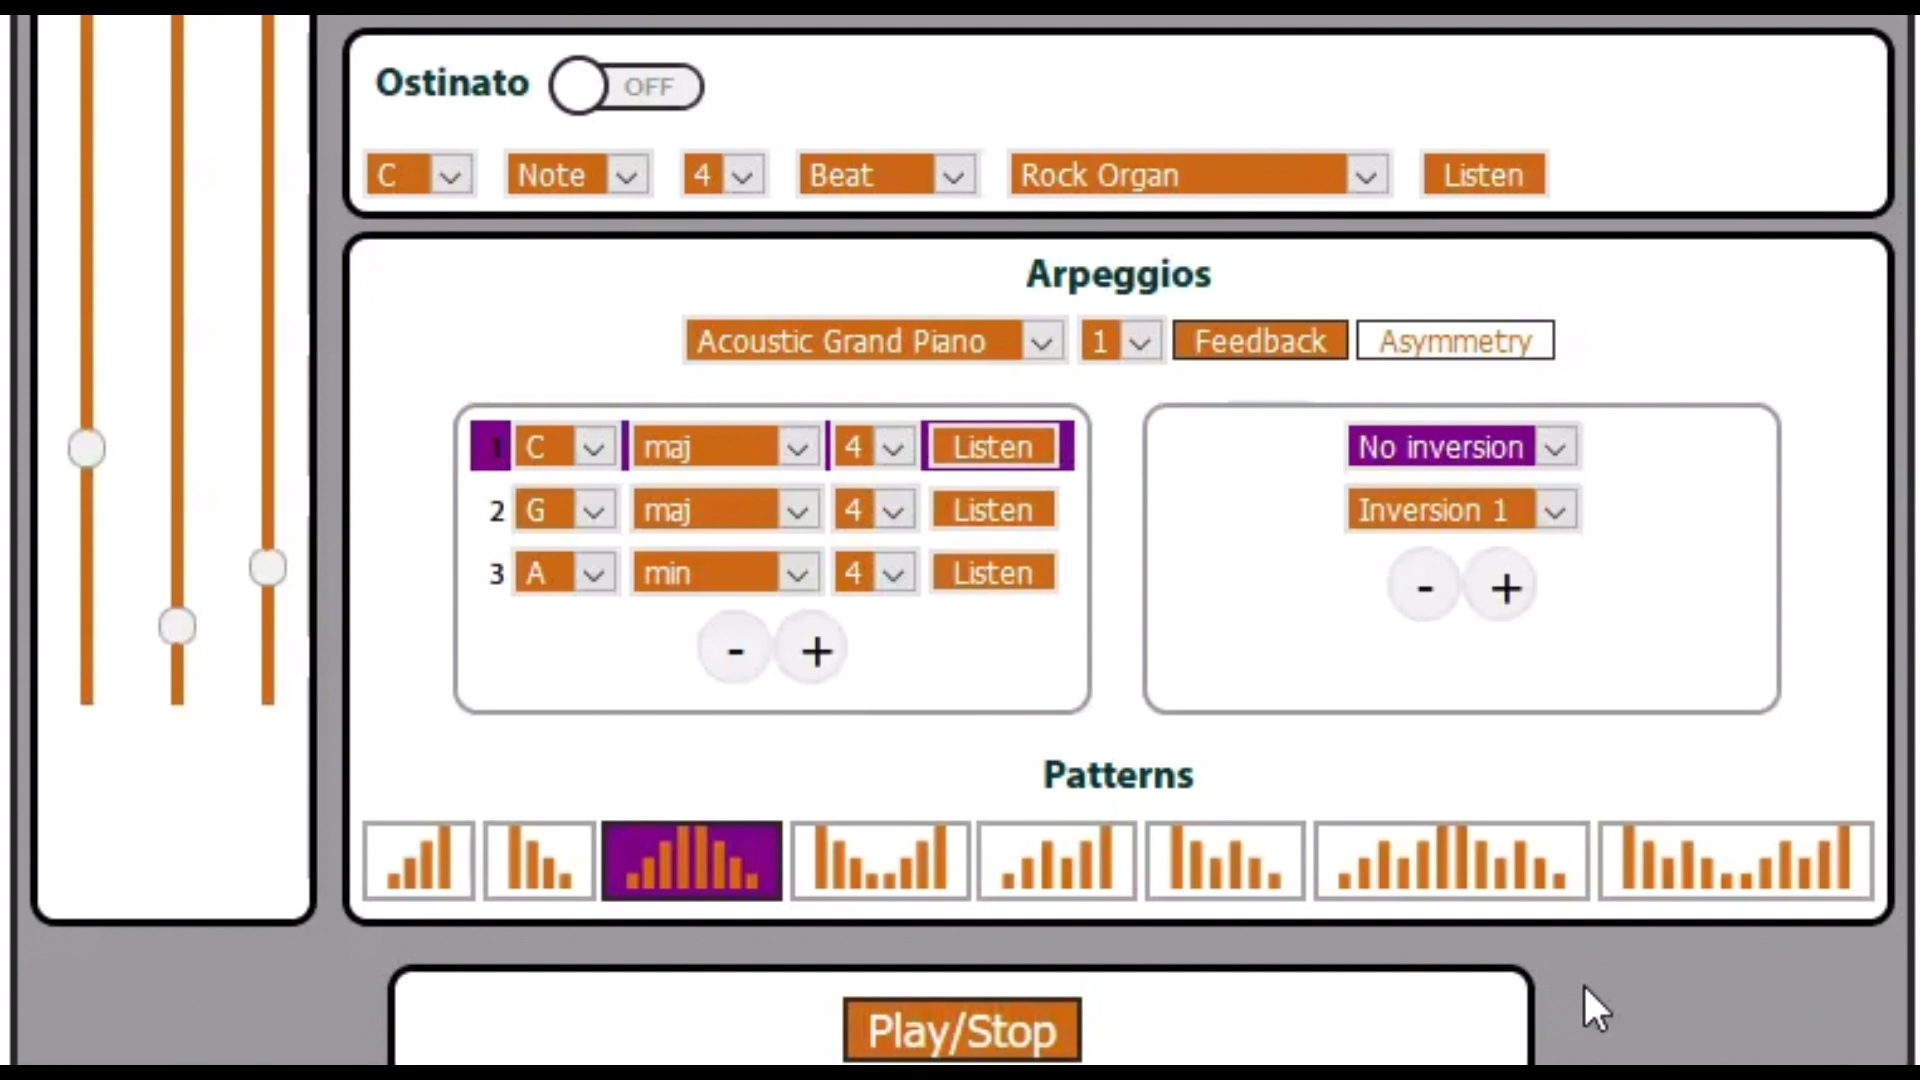 Ostinato OFF
C Note 4 Beat Rock Organ Listen
Arpeggios
Acoustic Grand Piano 1 Feedback Asymmetry
1 C maj 4 Listen No inversion
2 G maj 4 Listen Inversion 1
3 A min 4 Listen
- +
- +
Patterns
Play/Stop